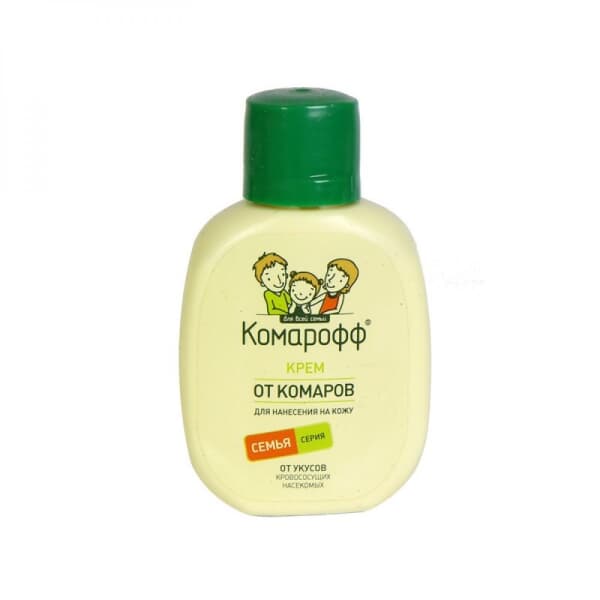 для всей семьи
Комарофф®
КРЕМ
ОТ КОМАРОВ
ДЛЯ НАНЕСЕНИЯ НА КОЖУ
СЕМЬЯ СЕРИЯ
ОТ УКУСОВ
КРОВОСОСУЩИХ
НАСЕКОМЫХ